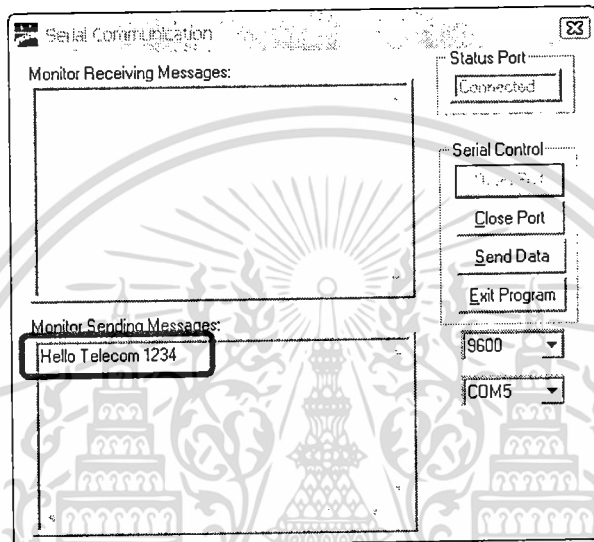 Serial Communication
Monitor Receiving Messages:
Status Port
Connected
Serial Control
Close Port
Send Data
Exit Program
Monitor Sending Messages:
Hello Telecom 1234
9600
COM5